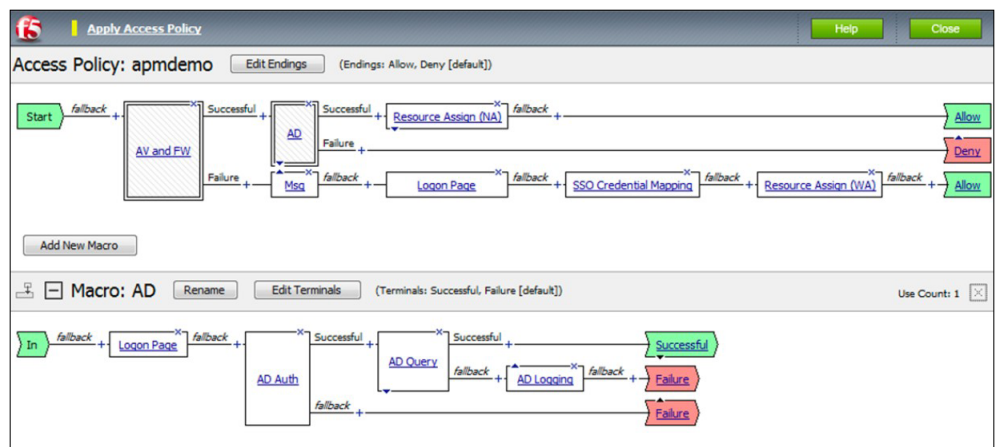 f5 Apply Access Policy Help Close
Access Policy: apmdemo Edit Endings (Endings: Allow, Deny [default])
Start fallback + AV and FW Successful + AD Successful + Resource Assign (NA) fallback + Allow
Failure + Deny
Failure + Msg fallback + Logon Page fallback + SSO Credential Mapping fallback + Resource Assign (WA) fallback + Allow
Add New Macro
Macro: AD Rename Edit Terminals (Terminals: Successful, Failure [default]) Use Count: 1
In fallback + Logon Page fallback + AD Auth Successful + AD Query Successful + Successful
fallback + AD Logging fallback + Failure
fallback + Failure